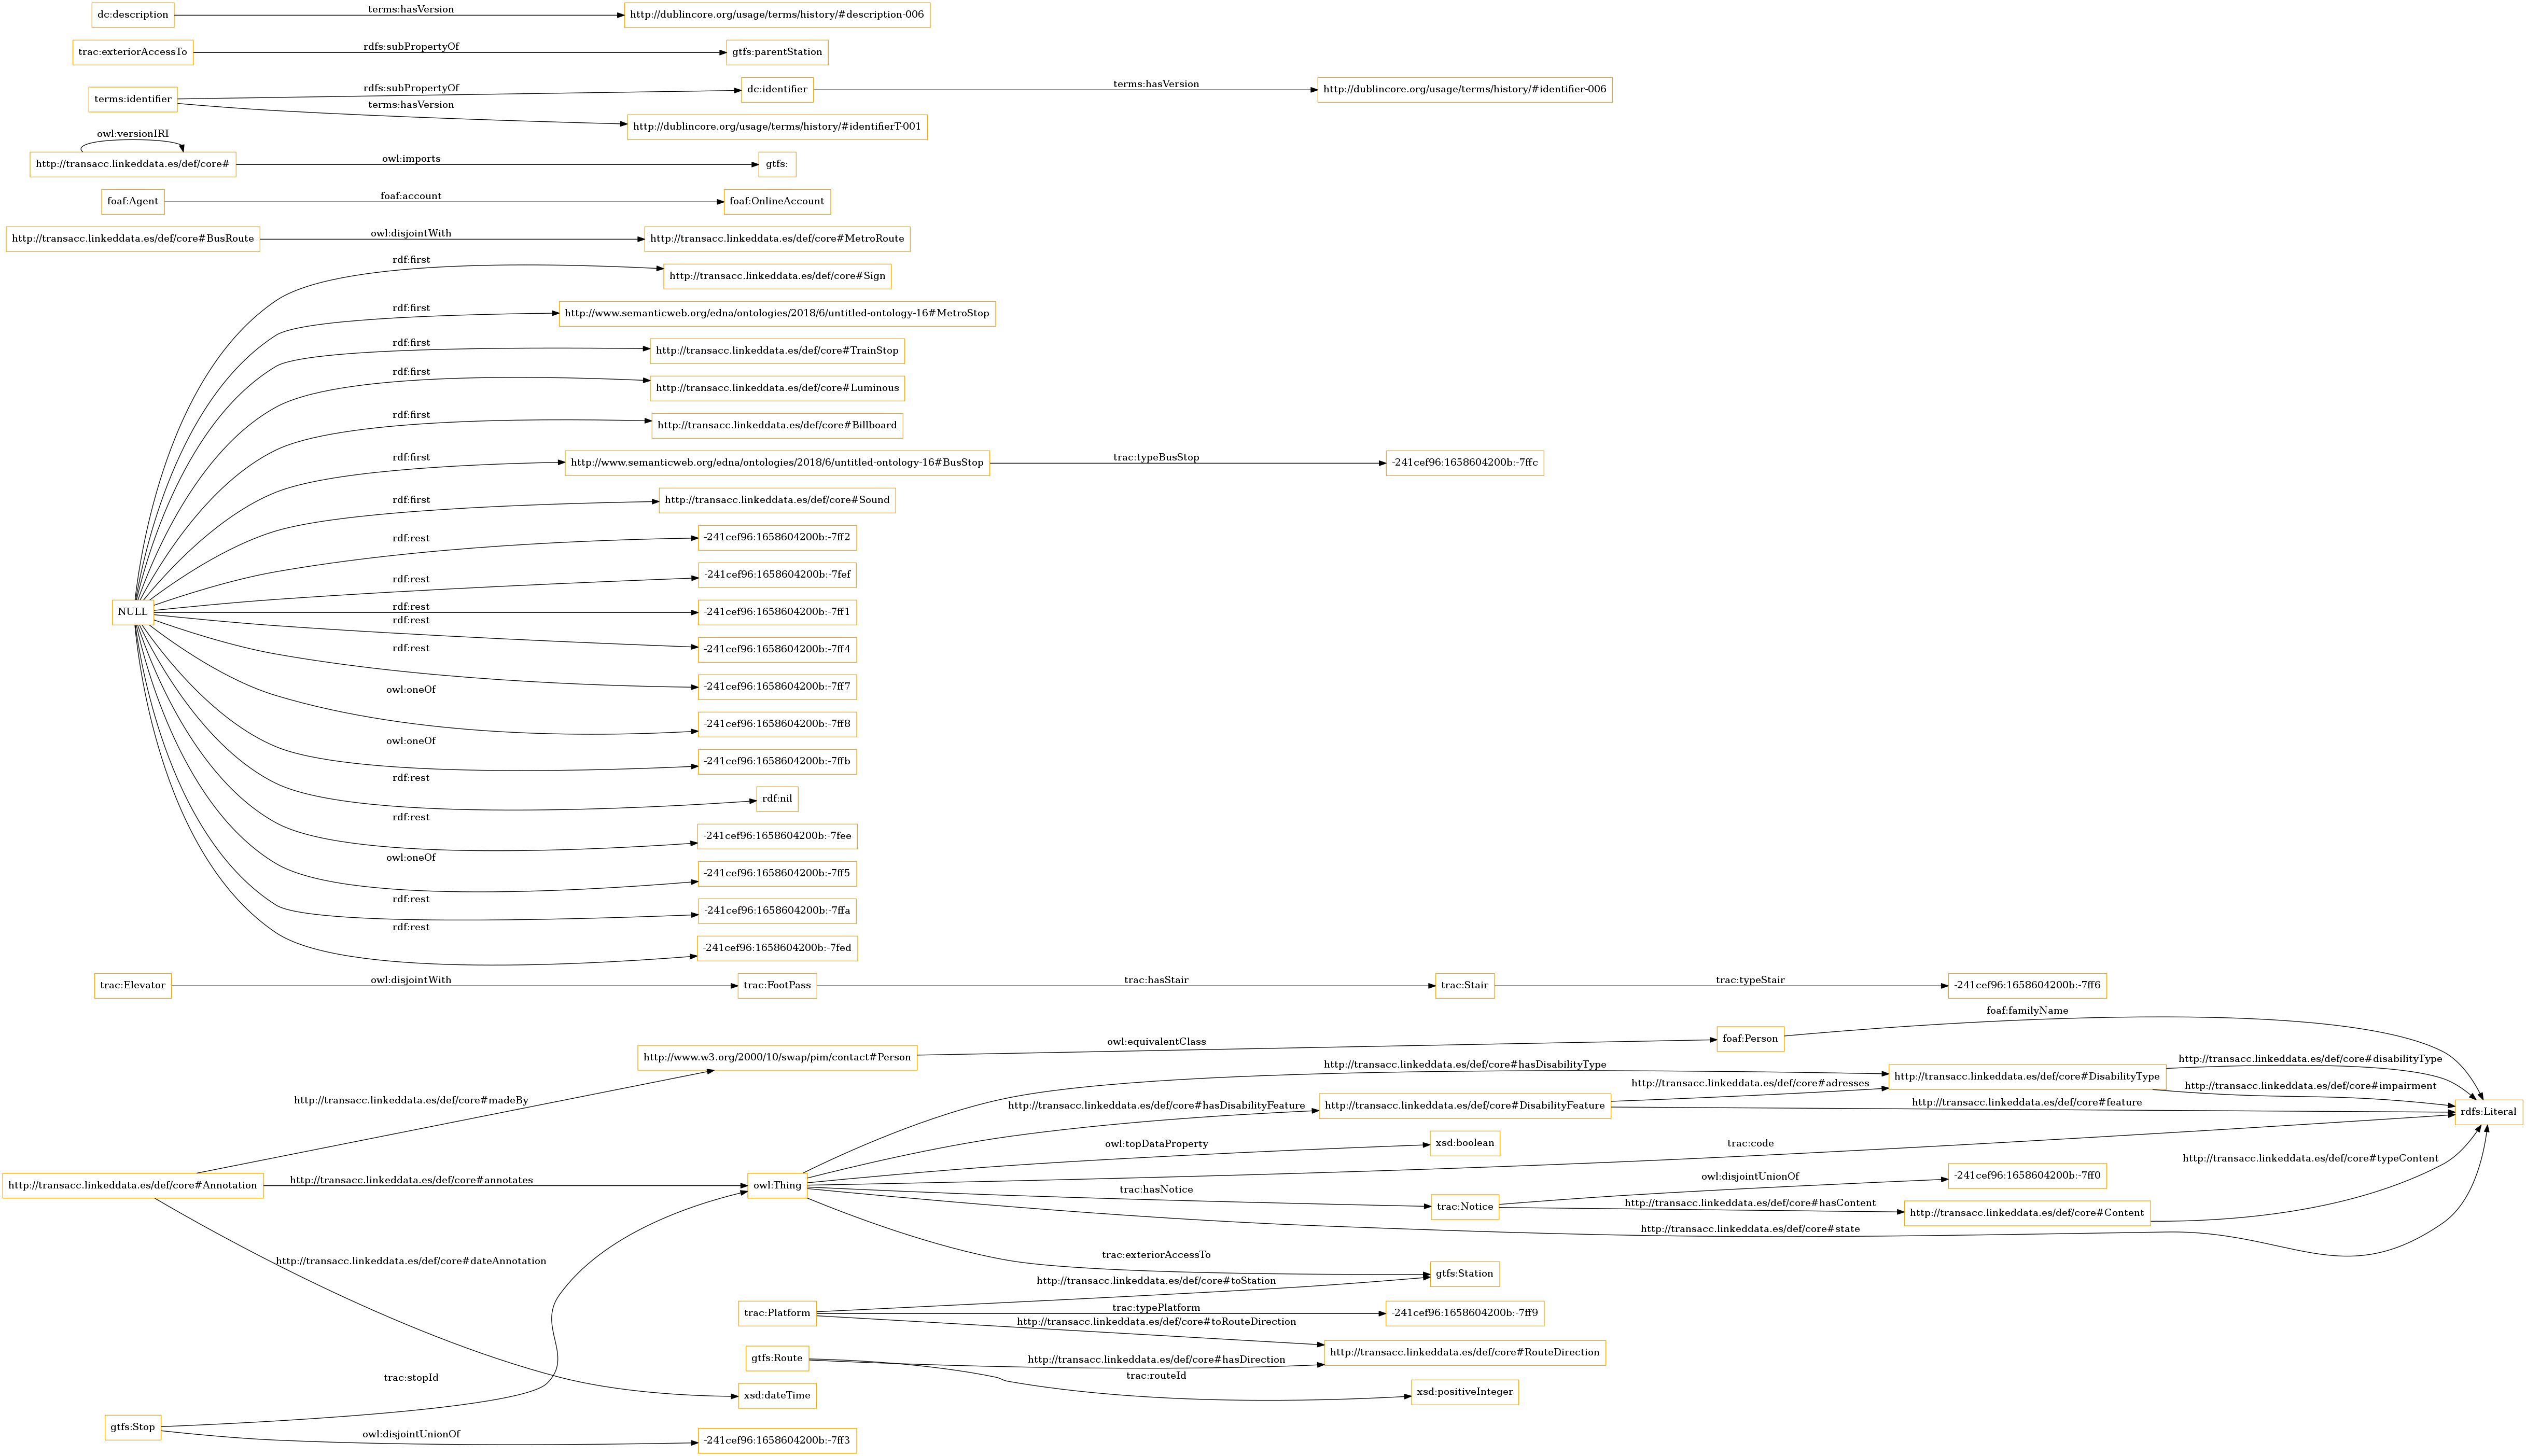 dc:description
terms:hasVersion
http://dublincore.org/usage/terms/history/#description-006
trac:exteriorAccessTo
rdfs:subPropertyOf
gtfs:parentStation
terms:identifier
rdfs:subPropertyOf
dc:identifier
terms:hasVersion
http://dublincore.org/usage/terms/history/#identifier-006
terms:hasVersion
http://dublincore.org/usage/terms/history/#identifierT-001
owl:versionIRI
http://transacc.linkeddata.es/def/core#
owl:imports
gtfs:
foaf:Agent
foaf:account
foaf:OnlineAccount
http://transacc.linkeddata.es/def/core#BusRoute
owl:disjointWith
http://transacc.linkeddata.es/def/core#MetroRoute
rdf:first
http://transacc.linkeddata.es/def/core#Sign
rdf:first
http://www.semanticweb.org/edna/ontologies/2018/6/untitled-ontology-16#MetroStop
rdf:first
http://transacc.linkeddata.es/def/core#TrainStop
rdf:first
http://transacc.linkeddata.es/def/core#Luminous
rdf:first
http://transacc.linkeddata.es/def/core#Billboard
rdf:first
http://www.semanticweb.org/edna/ontologies/2018/6/untitled-ontology-16#BusStop
trac:typeBusStop
-241cef96:1658604200b:-7ffc
rdf:first
http://transacc.linkeddata.es/def/core#Sound
rdf:rest
-241cef96:1658604200b:-7ff2
rdf:rest
-241cef96:1658604200b:-7fef
NULL
rdf:rest
-241cef96:1658604200b:-7ff1
rdf:rest
-241cef96:1658604200b:-7ff4
rdf:rest
-241cef96:1658604200b:-7ff7
owl:oneOf
-241cef96:1658604200b:-7ff8
owl:oneOf
-241cef96:1658604200b:-7ffb
rdf:rest
rdf:nil
rdf:rest
-241cef96:1658604200b:-7fee
owl:oneOf
-241cef96:1658604200b:-7ff5
rdf:rest
-241cef96:1658604200b:-7ffa
rdf:rest
-241cef96:1658604200b:-7fed
trac:Elevator
owl:disjointWith
trac:FootPass
trac:hasStair
trac:Stair
trac:typeStair
-241cef96:1658604200b:-7ff6
foaf:familyName
http://www.w3.org/2000/10/swap/pim/contact#Person
owl:equivalentClass
foaf:Person
http://transacc.linkeddata.es/def/core#hasDisabilityType
http://transacc.linkeddata.es/def/core#DisabilityType
http://transacc.linkeddata.es/def/core#disabilityType
http://transacc.linkeddata.es/def/core#adresses
http://transacc.linkeddata.es/def/core#impairment
http://transacc.linkeddata.es/def/core#madeBy
http://transacc.linkeddata.es/def/core#hasDisabilityFeature
http://transacc.linkeddata.es/def/core#DisabilityFeature
http://transacc.linkeddata.es/def/core#feature
rdfs:Literal
owl:topDataProperty
xsd:boolean
trac:code
http://transacc.linkeddata.es/def/core#typeContent
http://transacc.linkeddata.es/def/core#Annotation
http://transacc.linkeddata.es/def/core#annotates
owl:Thing
trac:hasNotice
trac:Notice
owl:disjointUnionOf
-241cef96:1658604200b:-7ff0
http://transacc.linkeddata.es/def/core#hasContent
http://transacc.linkeddata.es/def/core#Content
http://transacc.linkeddata.es/def/core#state
trac:exteriorAccessTo
gtfs:Station
http://transacc.linkeddata.es/def/core#dateAnnotation
http://transacc.linkeddata.es/def/core#toStation
trac:Platform
trac:typePlatform
-241cef96:1658604200b:-7ff9
http://transacc.linkeddata.es/def/core#toRouteDirection
http://transacc.linkeddata.es/def/core#RouteDirection
gtfs:Route
http://transacc.linkeddata.es/def/core#hasDirection
trac:routeId
xsd:positiveInteger
trac:stopId
xsd:dateTime
gtfs:Stop
owl:disjointUnionOf
-241cef96:1658604200b:-7ff3